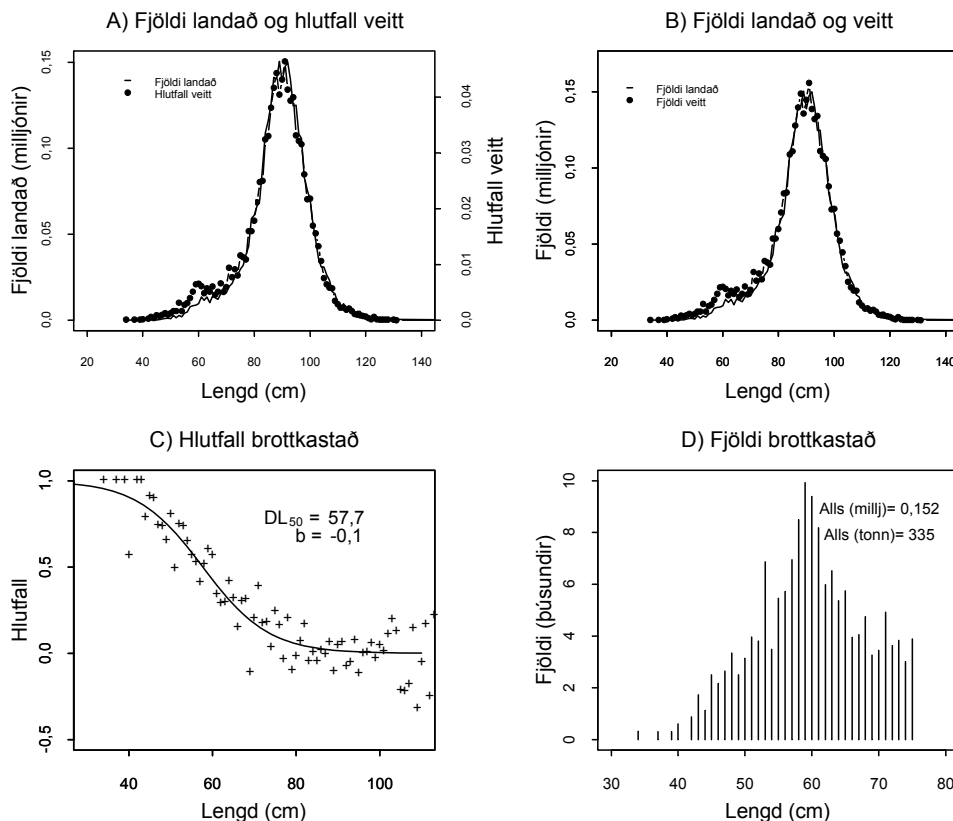 A) Fjöldi landað og hlutfall veitt
Fjöldi landað (milljónir)
0,15
0,10
0,05
0,0
Fjöldi landað
Hlutfall veitt
0,04
0,03
0,02
0,01
0,0
Hlutfall veitt
20 40 60 80 100 120 140
Lengd (cm)
B) Fjöldi landað og veitt
Fjöldi (milljónir)
0,15
0,10
0,05
0,0
Fjöldi landað
Fjöldi veitt
20 40 60 80 100 120 140
Lengd (cm)
C) Hlutfall brottkastað
Hlutfall
1,0
0,5
0,0
-0,5
DL50 = 57,7
b = -0,1
40 60 80 100
Lengd (cm)
D) Fjöldi brottkastað
Fjöldi (þúsundir)
10
8
6
4
2
0
Alls (millj)= 0,152
Alls (tonn)= 335
30 40 50 60 70 80
Lengd (cm)